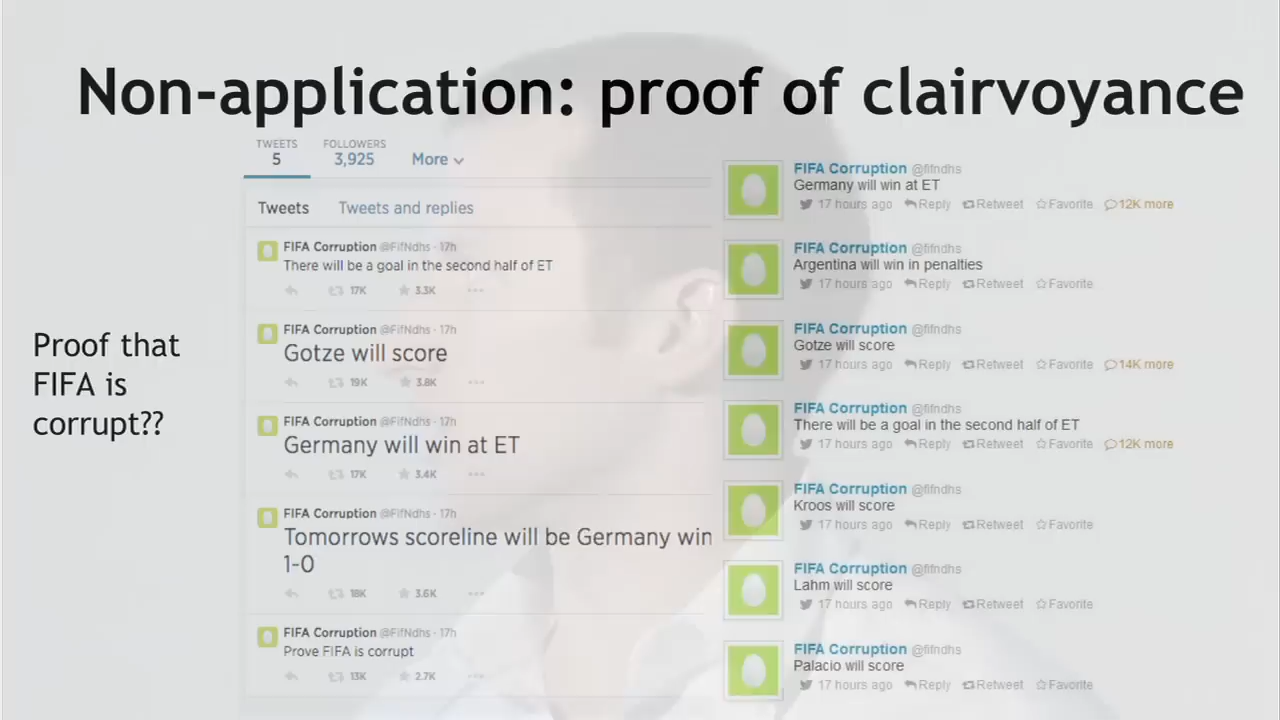 Non-application: proof of clairvoyance
Proof that
FIFA is
corrupt??
TWEETS
5
FOLLOWERS
3,925
More
Tweets
Tweets and replies
FIFA Corruption @FifNdhs · 17h
There will be a goal in the second half of ET
17K 3.3K
FIFA Corruption @FifNdhs · 17h
Gotze will score
19K 3.8K
FIFA Corruption @FifNdhs · 17h
Germany will win at ET
17K 3.4K
FIFA Corruption @FifNdhs · 17h
Tomorrows scoreline will be Germany win
1-0
18K 3.6K
FIFA Corruption @FifNdhs · 17h
Prove FIFA is corrupt
13K 2.7K
FIFA Corruption @fifndhs
Germany will win at ET
17 hours ago Reply Retweet Favorite 12K more
FIFA Corruption @fifndhs
Argentina will win in penalties
17 hours ago Reply Retweet Favorite
FIFA Corruption @fifndhs
Gotze will score
17 hours ago Reply Retweet Favorite 14K more
FIFA Corruption @fifndhs
There will be a goal in the second half of ET
17 hours ago Reply Retweet Favorite 12K more
FIFA Corruption @fifndhs
Kroos will score
17 hours ago Reply Retweet Favorite
FIFA Corruption @fifndhs
Lahm will score
17 hours ago Reply Retweet Favorite
FIFA Corruption @fifndhs
Palacio will score
17 hours ago Reply Retweet Favorite